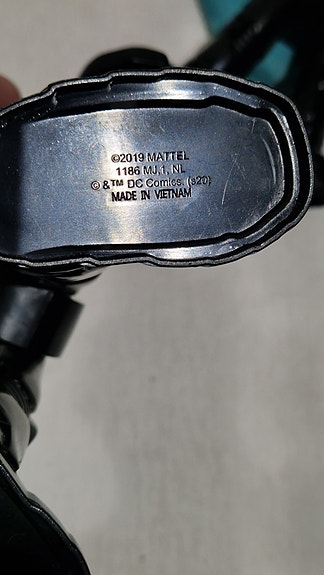 ©2019 MATTEL
1186 MJ,1, NL
© &™ DC Comics. (s20)
MADE IN VIETNAM